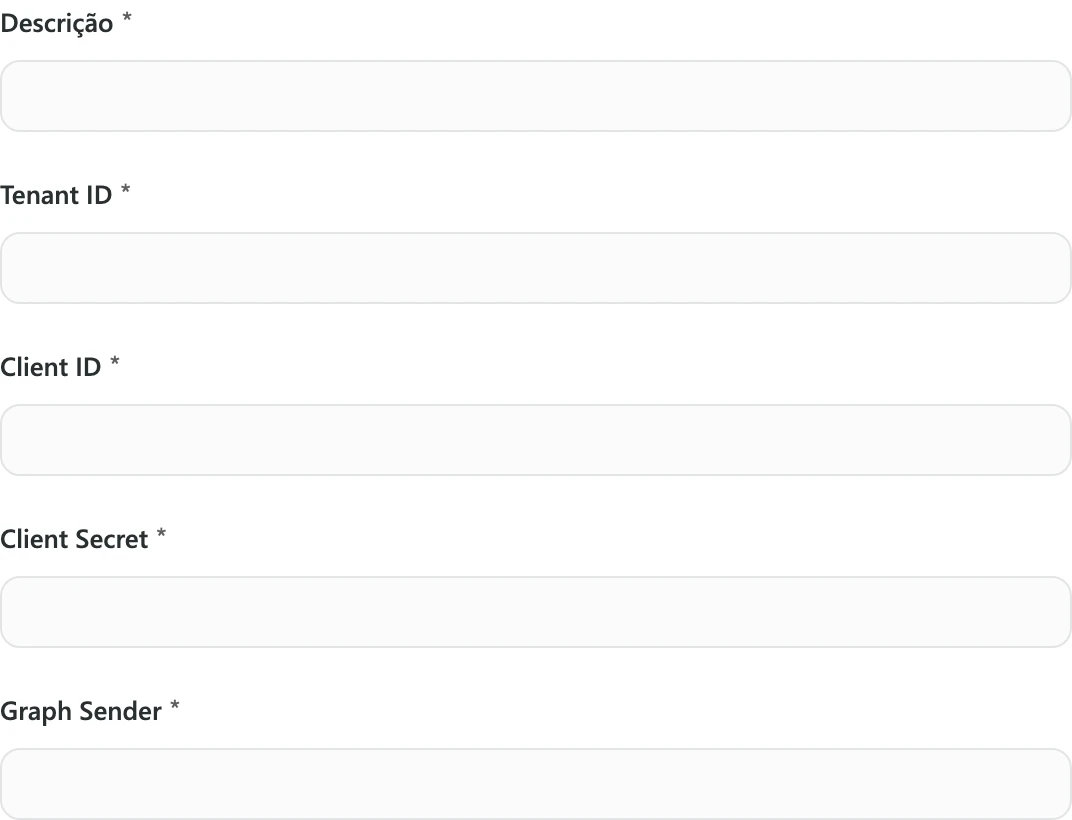 Descrição *
Tenant ID *
Client ID *
Client Secret *
Graph Sender *